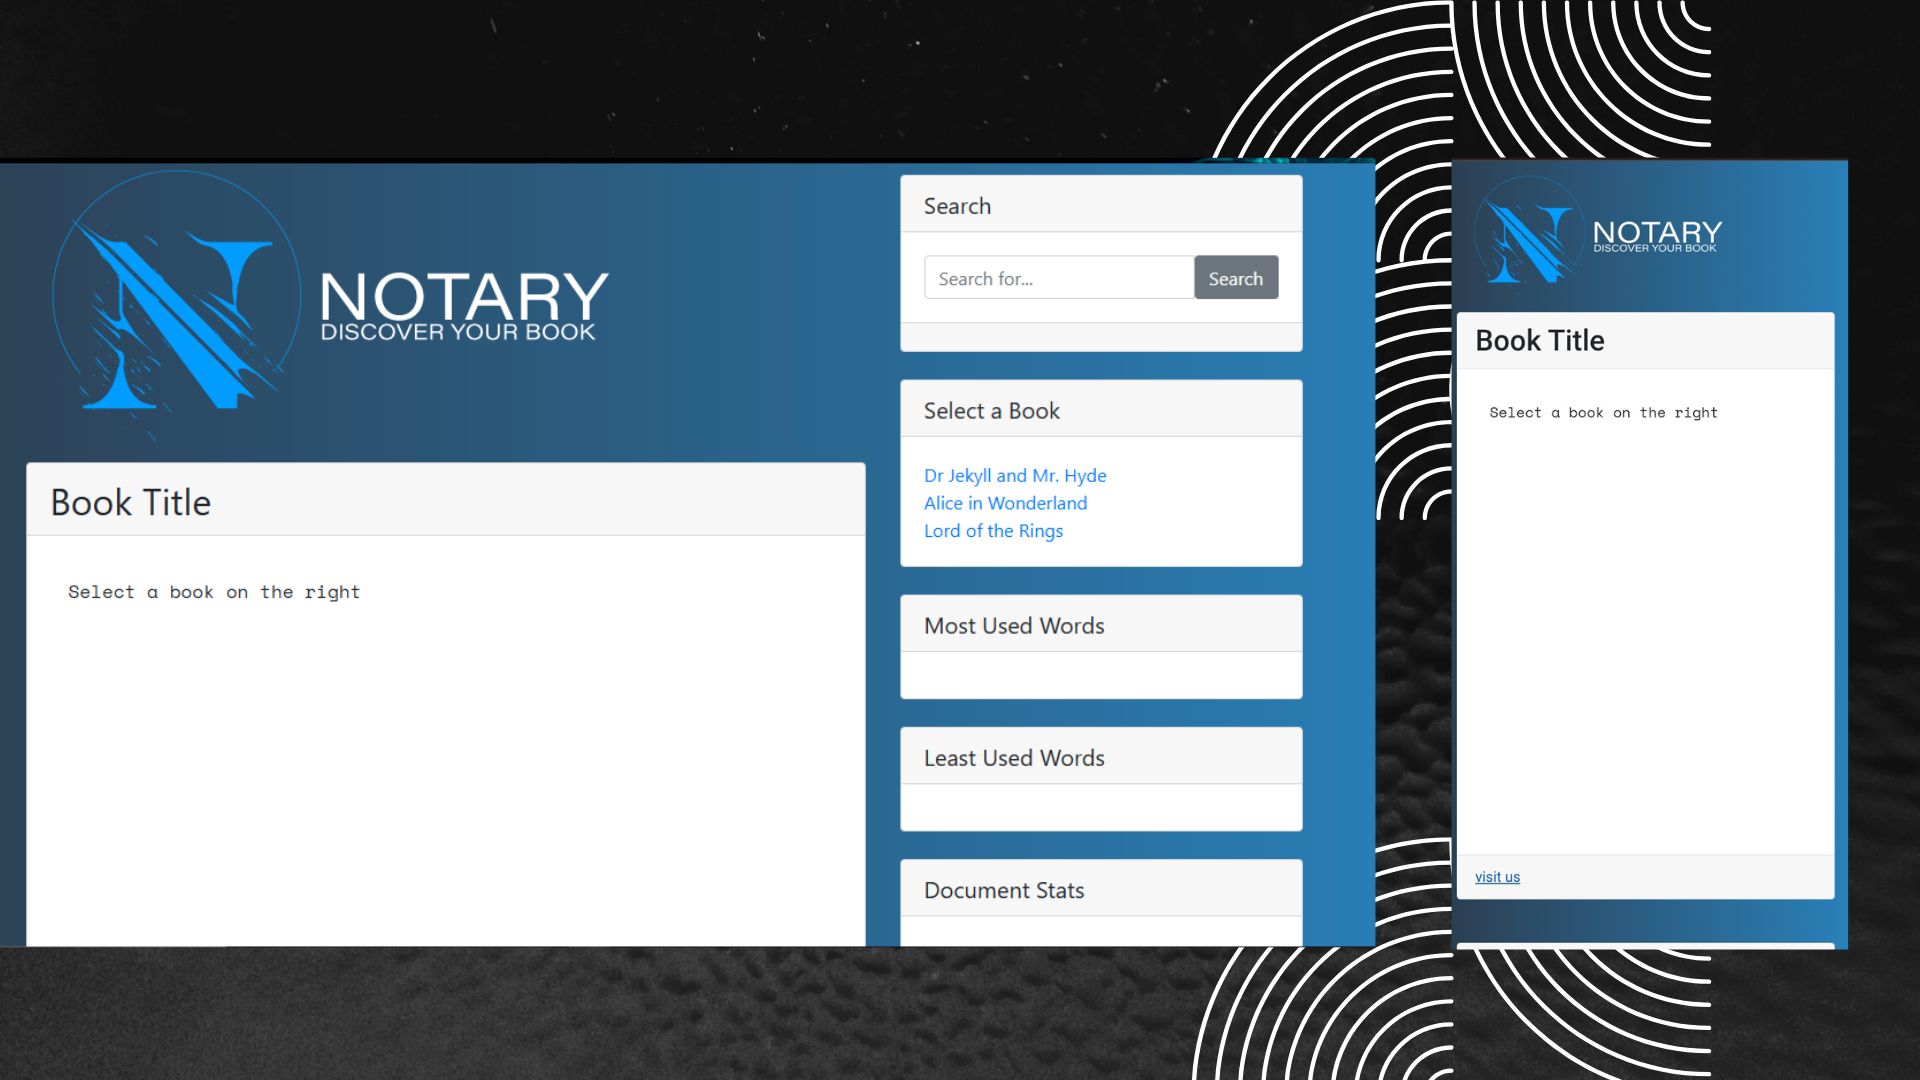 NOTARY
DISCOVER YOUR BOOK
Book Title
Select a book on the right
Search
Search for...
Search
Select a Book
Dr Jekyll and Mr. Hyde
Alice in Wonderland
Lord of the Rings
Most Used Words
Least Used Words
Document Stats
NOTARY
DISCOVER YOUR BOOK
Book Title
Select a book on the right
visit us